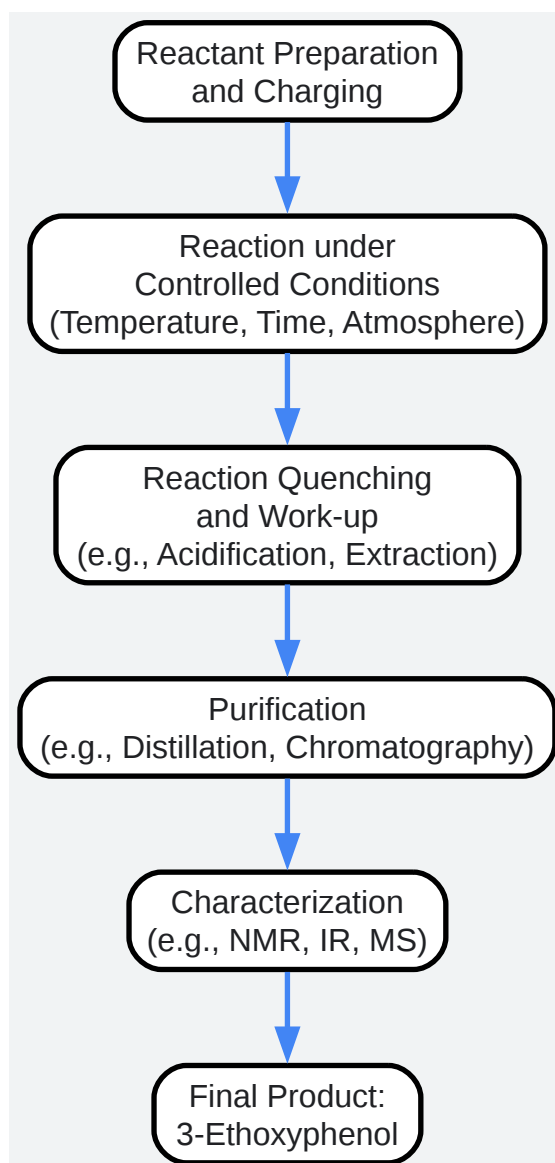 Reactant Preparation
and Charging
Reaction under
Controlled Conditions
(Temperature, Time, Atmosphere)
Reaction Quenching
and Work-up
(e.g., Acidification, Extraction)
Purification
(e.g., Distillation, Chromatography)
Characterization
(e.g., NMR, IR, MS)
Final Product:
3-Ethoxyphenol